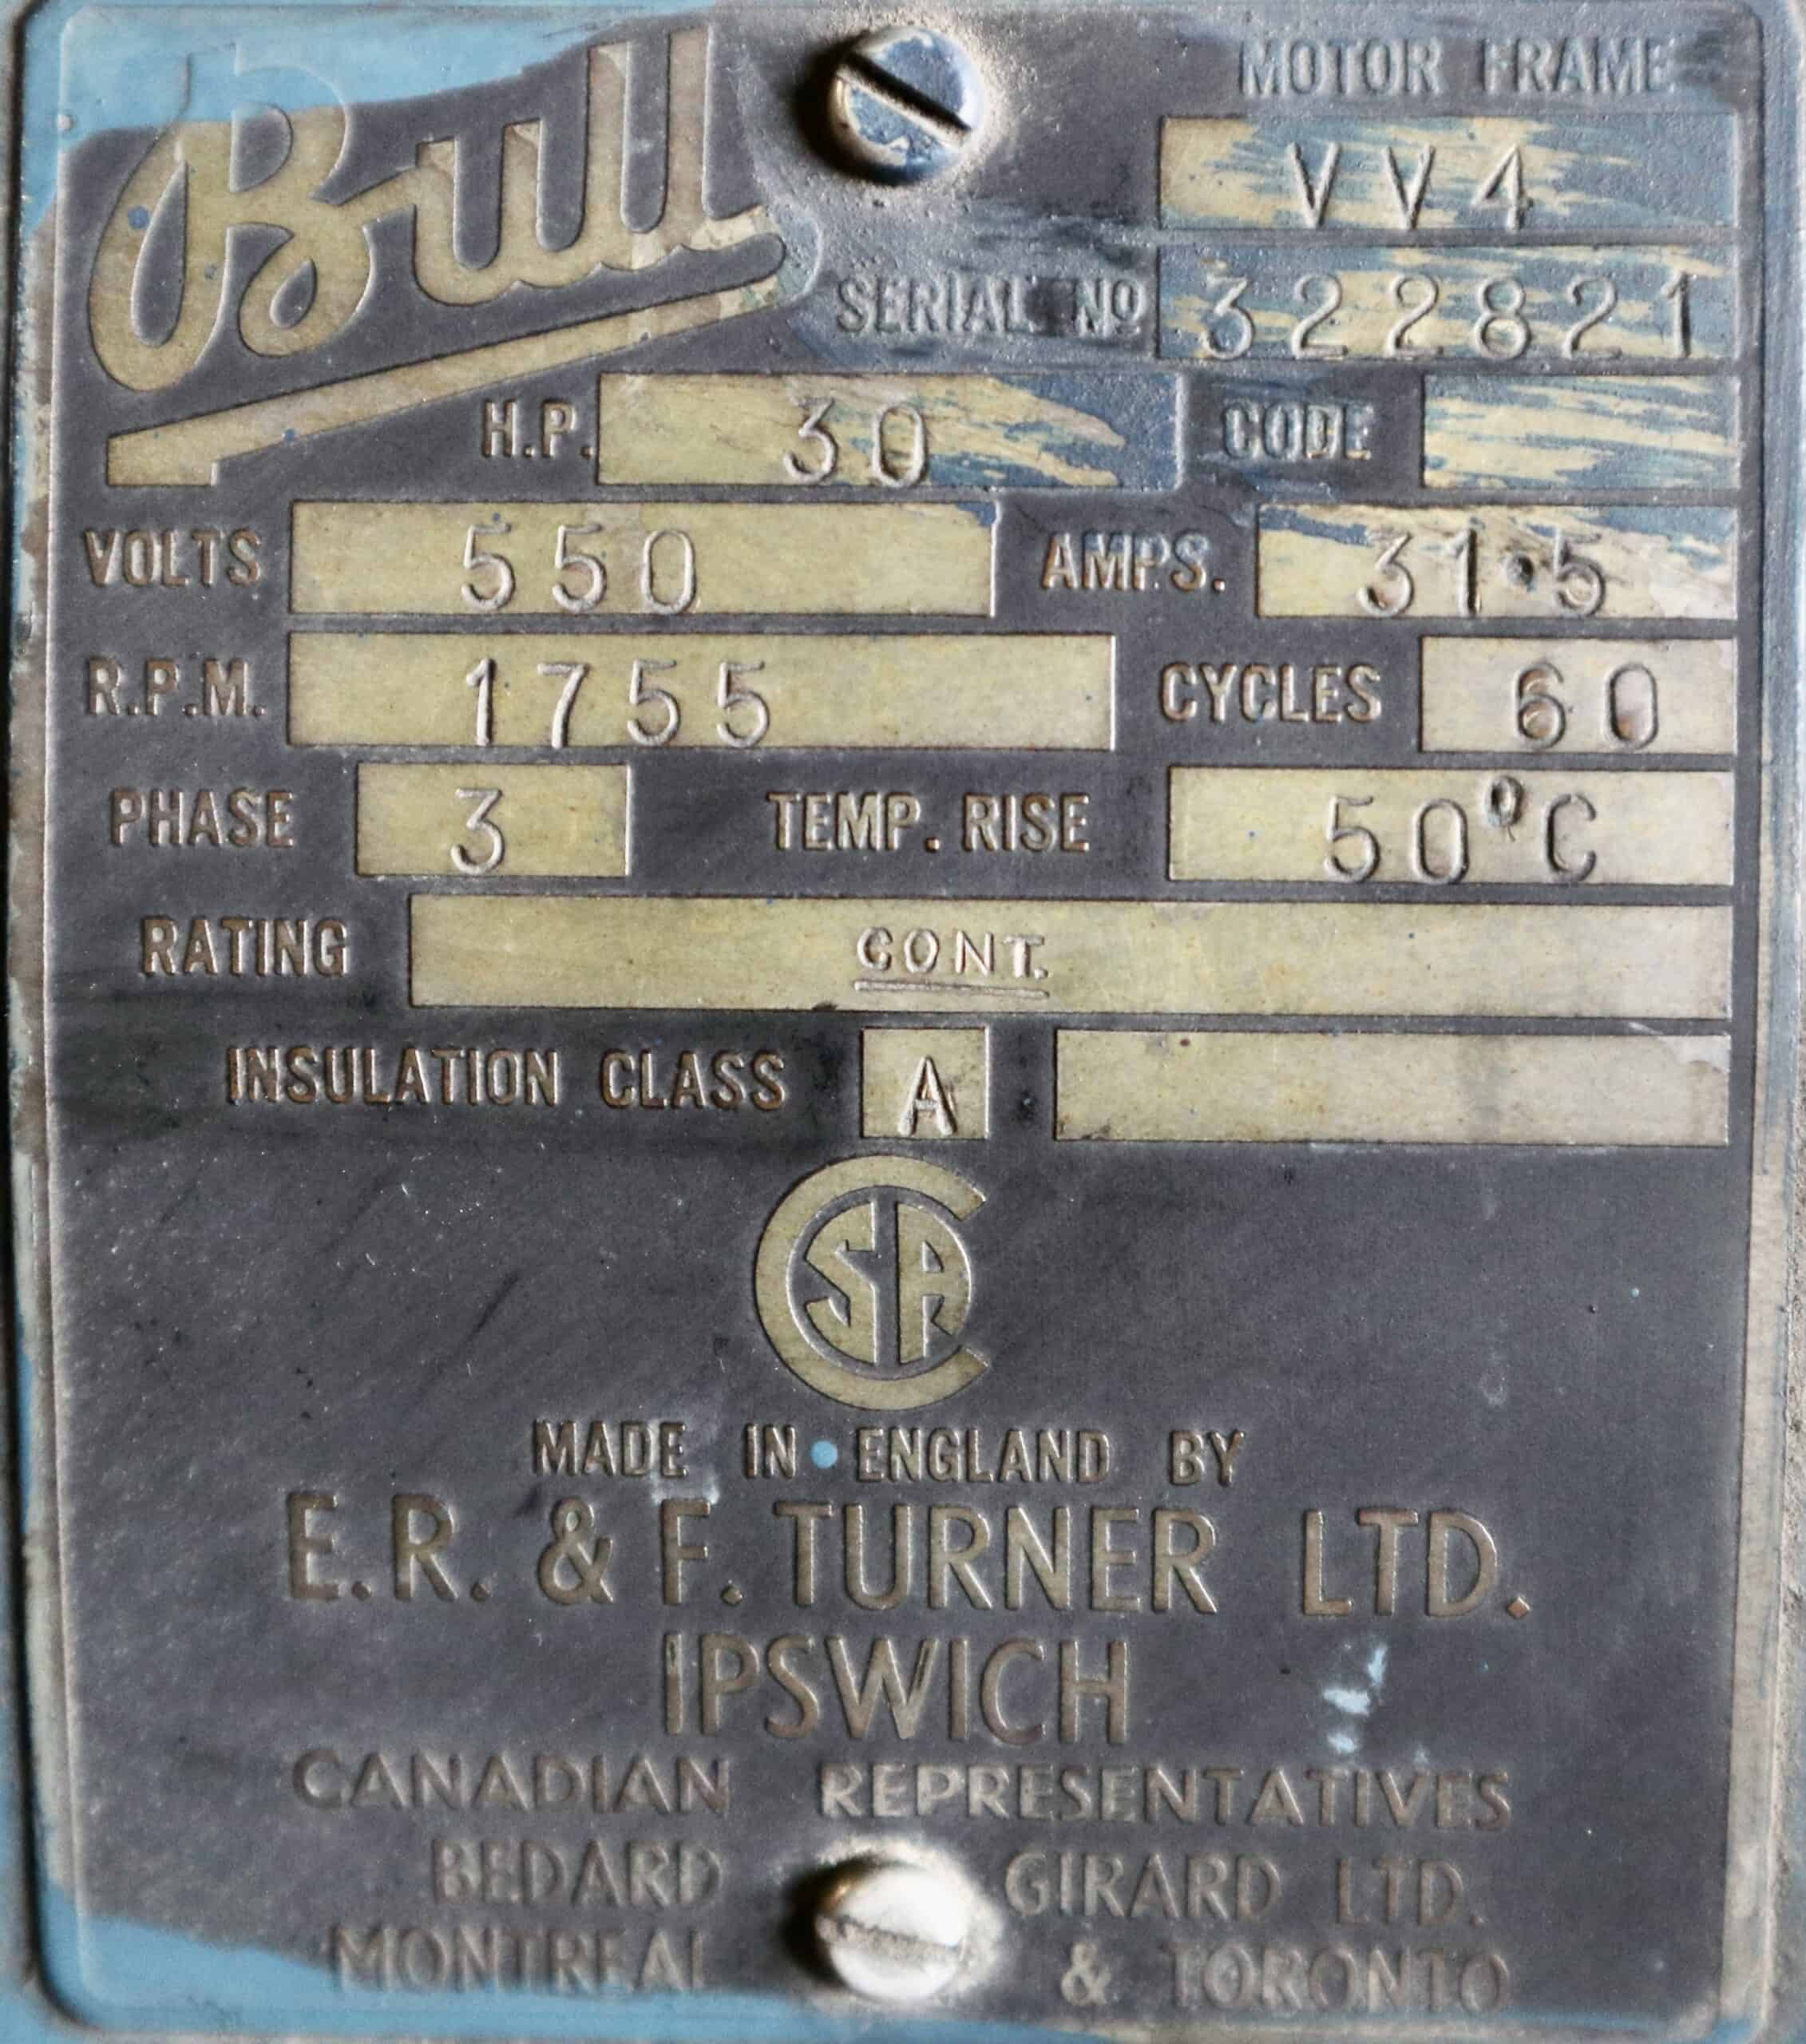 Bull
MOTOR FRAME
VV4
SERIAL Nº 322821
H.P. 30 CODE
VOLTS 550 AMPS. 31·5
R.P.M. 1755 CYCLES 60
PHASE 3 TEMP. RISE 50°C
RATING CONT.
INSULATION CLASS A
CSA
MADE IN ENGLAND BY
E.R. & F. TURNER LTD.
IPSWICH
CANADIAN REPRESENTATIVES
BEDARD GIRARD LTD.
MONTREAL & TORONTO